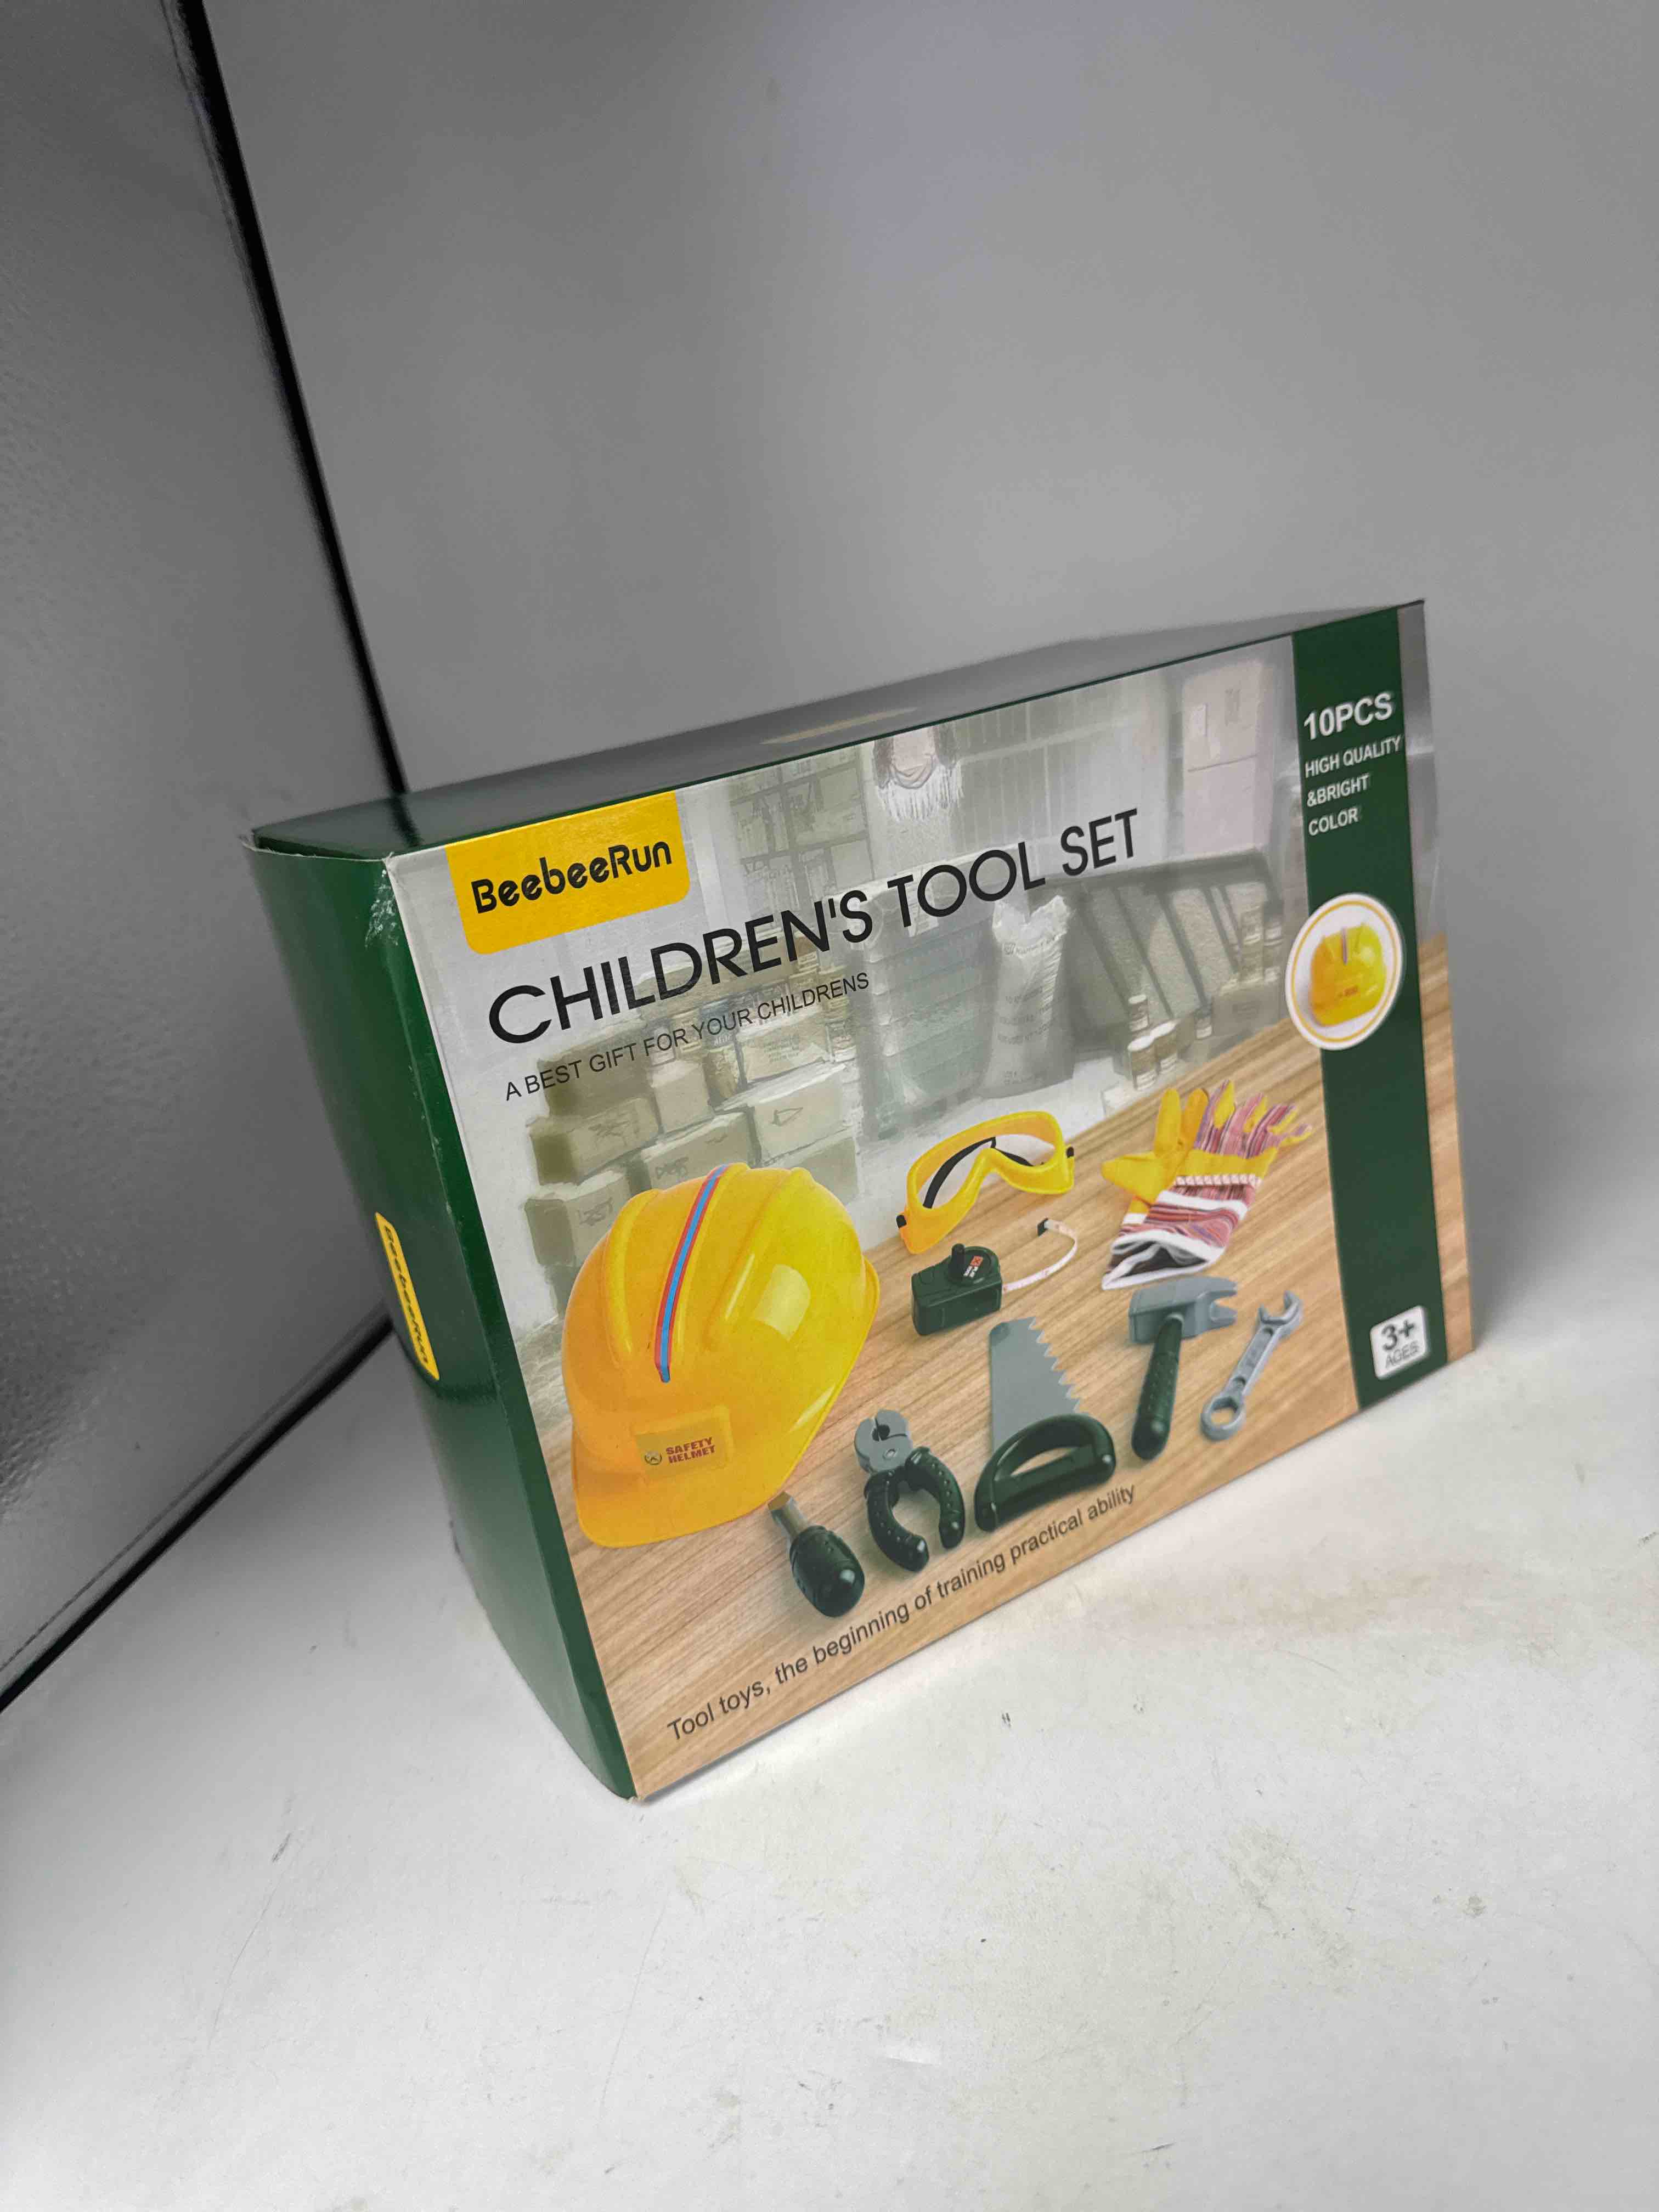 BeebeeRun
CHILDREN'S TOOL SET
A BEST GIFT FOR YOUR CHILDRENS
10PCS
HIGH QUALITY
&BRIGHT
COLOR
BeebeeRun
SAFETY
HELMET
3+
AGES
Tool toys, the beginning of training practical ability